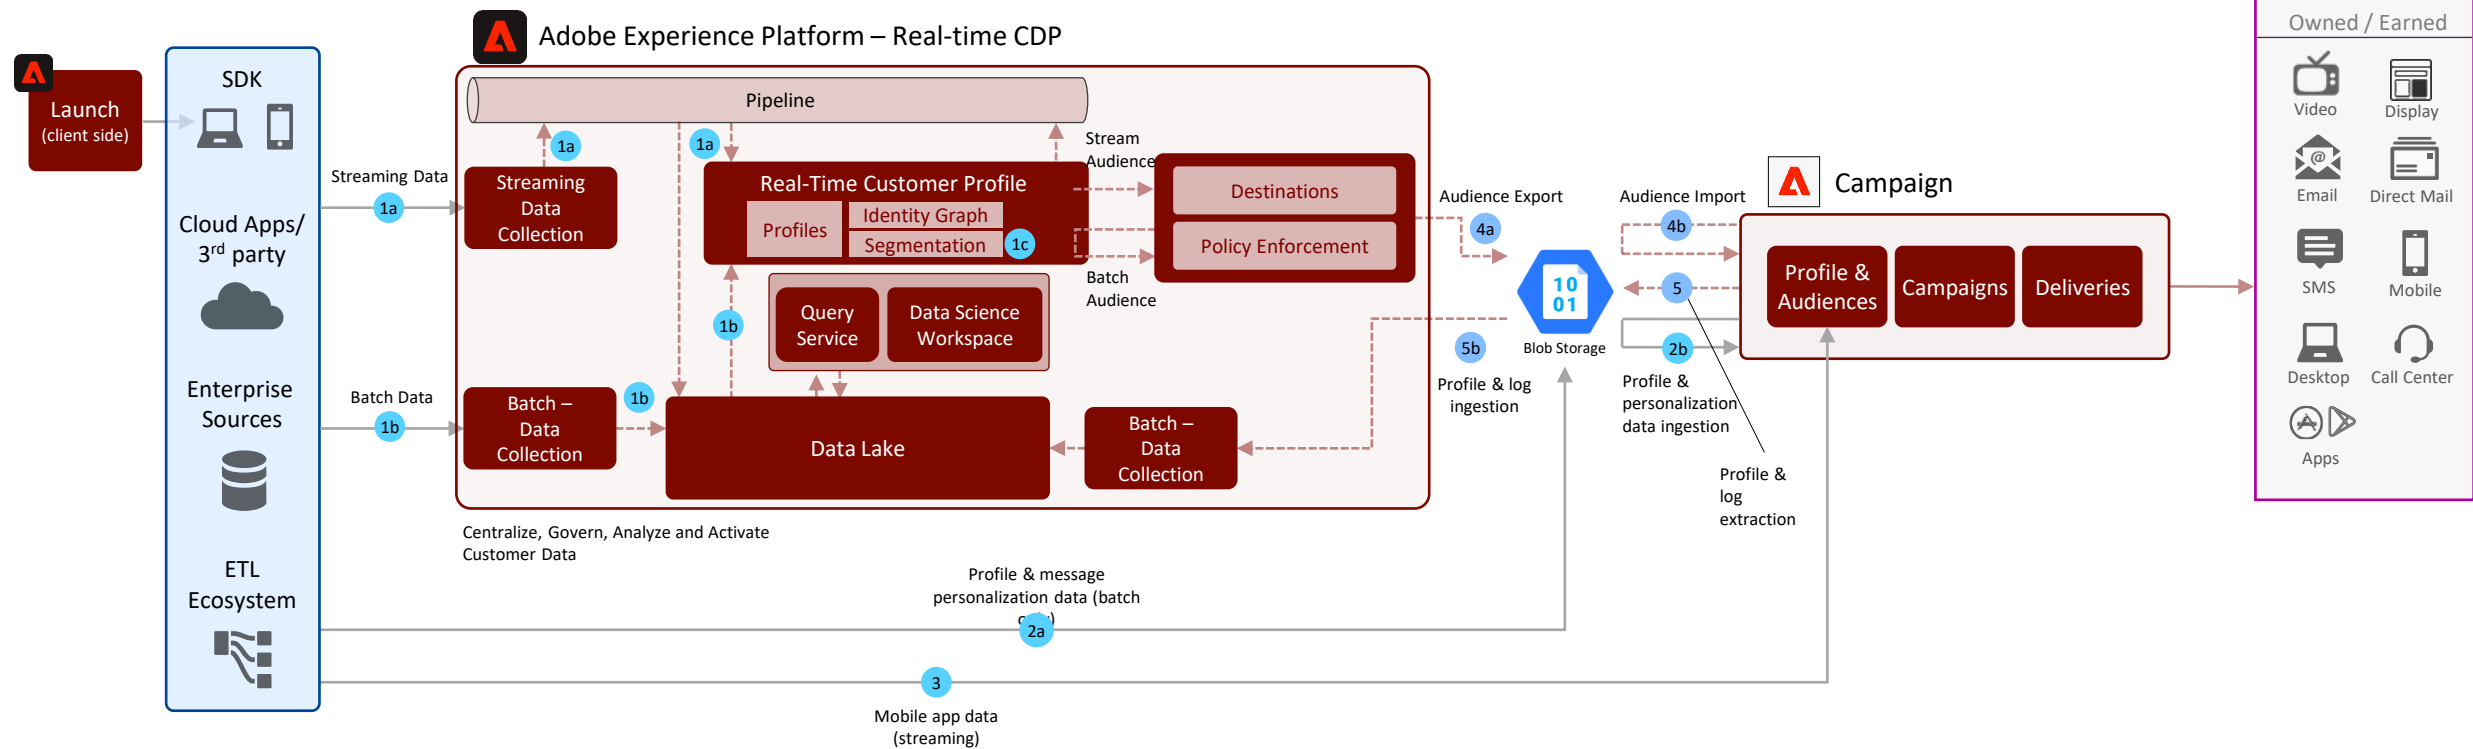 Adobe Experience Platform – Real-time CDP
Launch
(client side)
SDK
Cloud Apps/
3rd party
Enterprise
Sources
ETL
Ecosystem
Streaming Data
1a
Batch Data
1b
Pipeline
1a
1a
Streaming
Data
Collection
Real-Time Customer Profile
Profiles
Identity Graph
Segmentation
1c
Stream
Audience
Batch
Audience
Destinations
Policy Enforcement
1b
Query
Service
Data Science
Workspace
Batch –
Data
Collection
1b
Data Lake
Batch –
Data
Collection
Centralize, Govern, Analyze and Activate
Customer Data
Audience Export
4a
10
01
Blob Storage
5b
Profile & log
ingestion
Audience Import
4b
5
2b
Profile &
personalization
data ingestion
Profile &
log
extraction
Campaign
Profile &
Audiences
Campaigns
Deliveries
Profile & message
personalization data (batch
2a
3
Mobile app data
(streaming)
Owned / Earned
Video
Display
@
Email
Direct Mail
SMS
Mobile
Desktop
Call Center
Apps